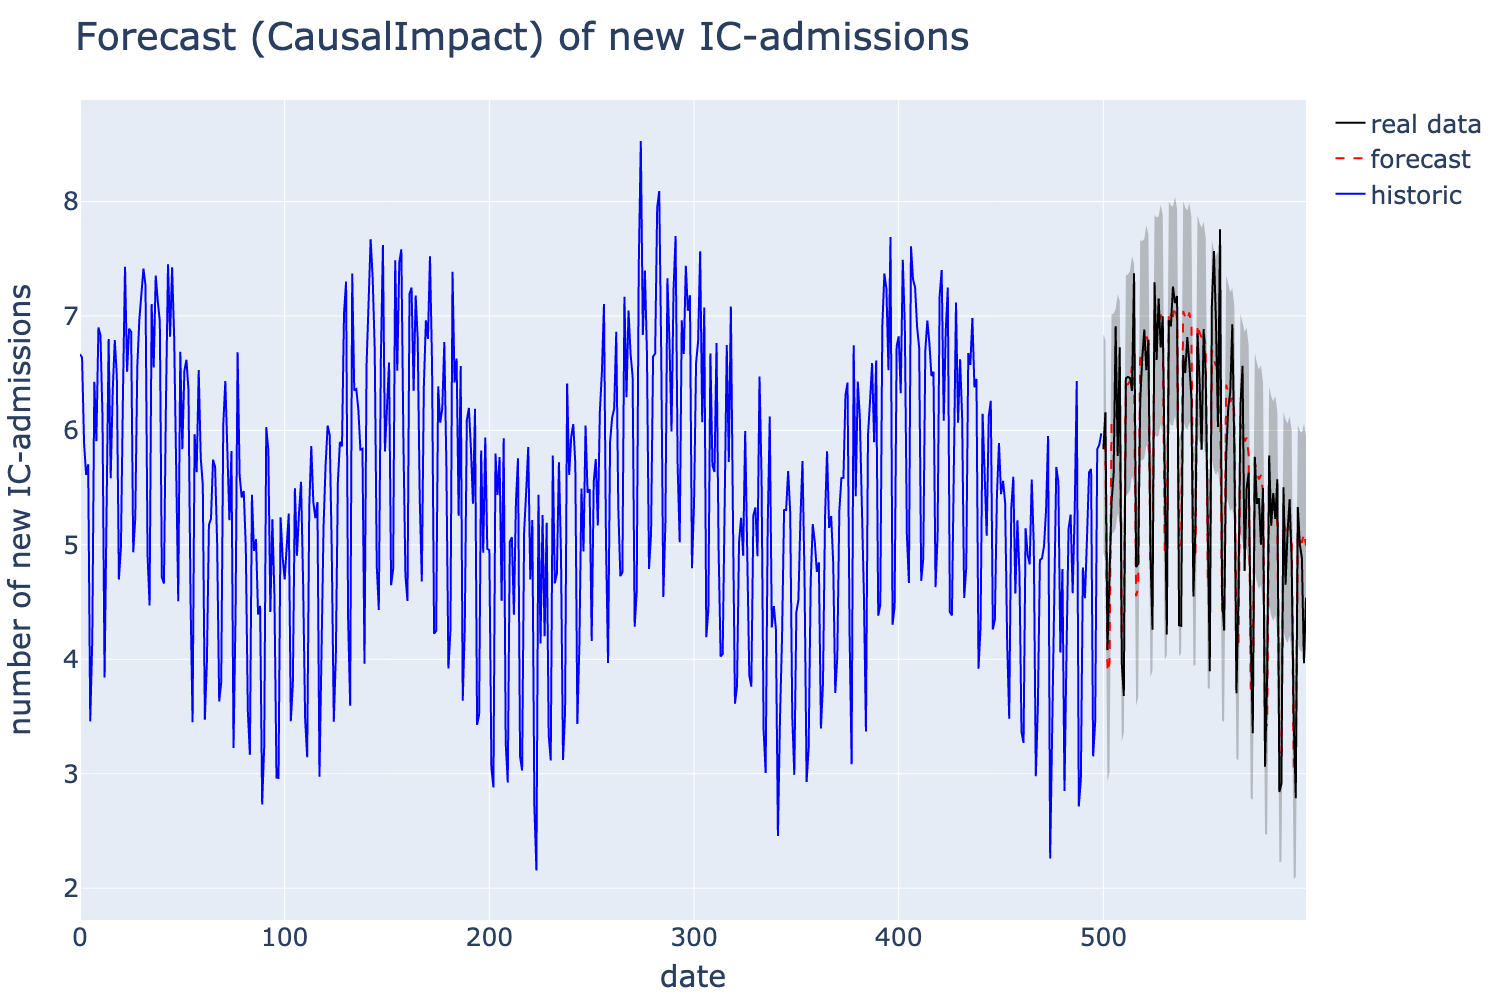 Forecast (CausalImpact) of new IC-admissions
real data
forecast
historic
number of new IC-admissions
8
7
6
5
4
3
2
0
100
200
300
400
500
date